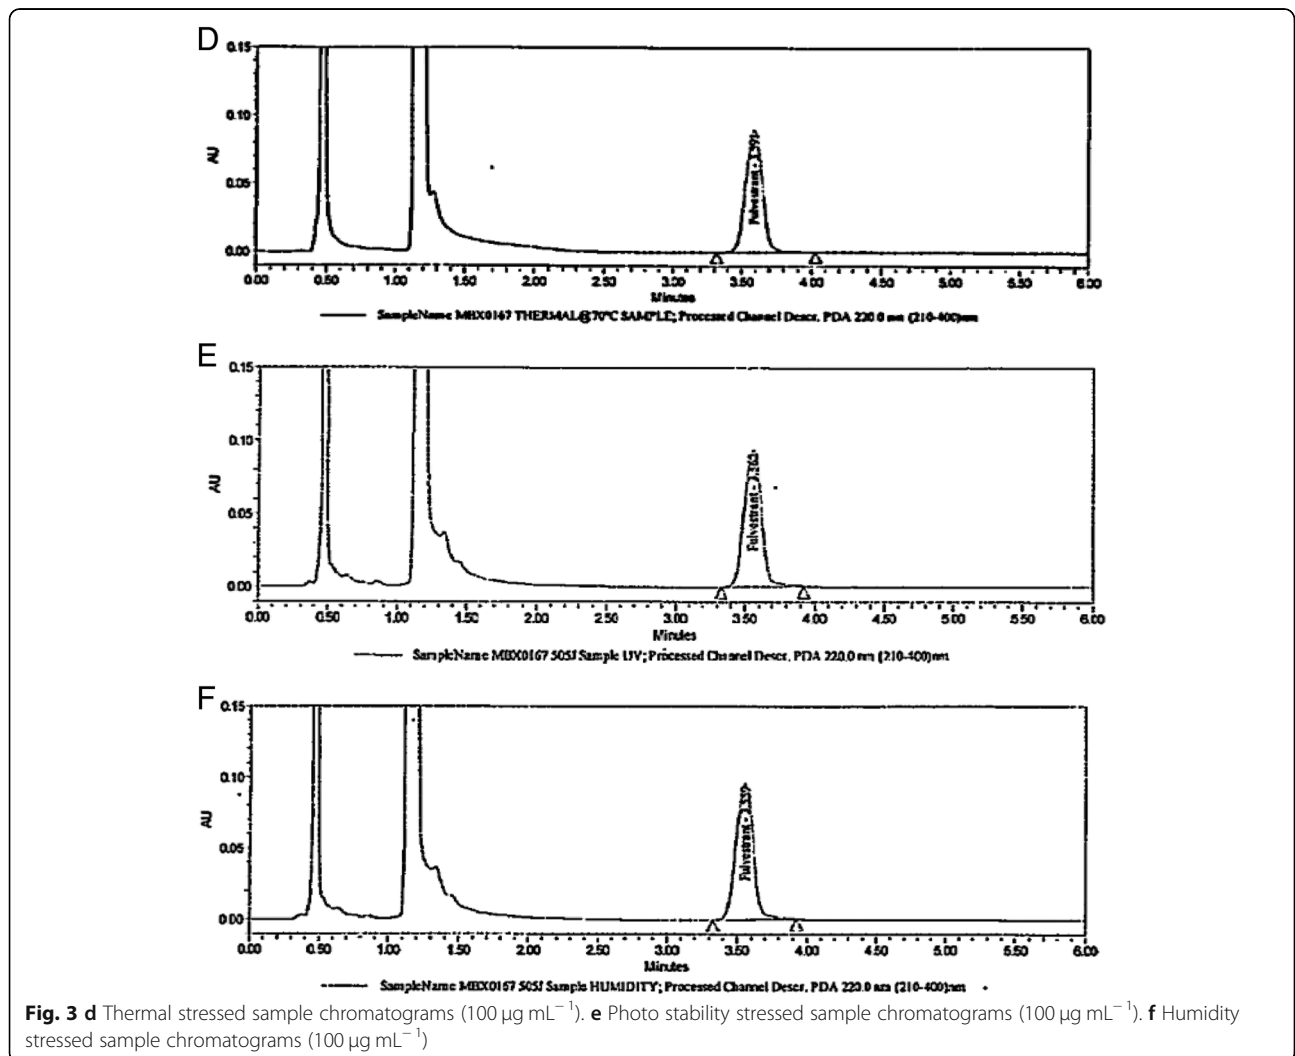 D
0.15
0.10
0.05
0.00
AU
Fulvestrant - 3.591
0.00 0.50 1.00 1.50 2.00 2.50 3.00 3.50 4.00 4.50 5.00 5.50 6.00
Minutes
SampleName MBX0167 THERMAL@70°C SAMPLE; Processed Channel Descr. PDA 220.0 nm (210-400)nm
E
0.15
0.10
0.05
0.00
AU
Fulvestrant -
0.00 0.50 1.00 1.50 2.00 2.50 3.00 3.50 4.00 4.50 5.00 5.50 6.00
Minutes
SampleName MBX0167 505J Sample UV; Processed Channel Descr. PDA 220.0 nm (210-400)nm
F
0.15
0.10
0.05
0.00
AU
Fulvestrant -
0.00 0.50 1.00 1.50 2.00 2.50 3.00 3.50 4.00 4.50 5.00 5.50 6.00
Minutes
SampleName MBX0167 505J Sample HUMIDITY; Processed Channel Descr. PDA 220.0 nm (210-400)nm
Fig. 3 d Thermal stressed sample chromatograms (100 μg mL⁻¹). e Photo stability stressed sample chromatograms (100 μg mL⁻¹). f Humidity
stressed sample chromatograms (100 μg mL⁻¹)